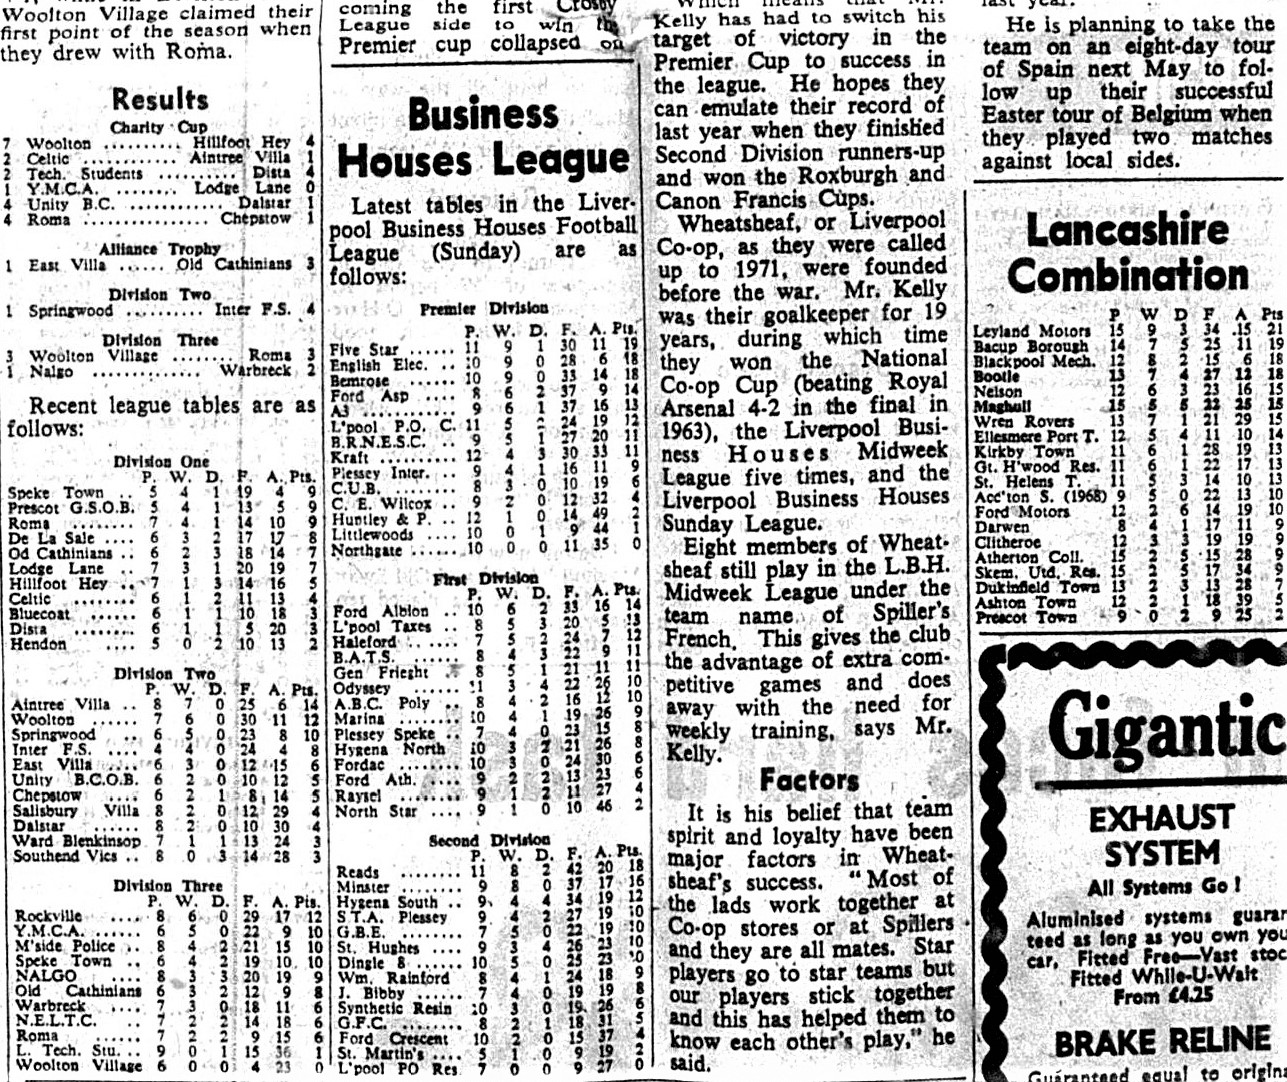 Woolton Village claimed their
first point of the season when
they drew with Roma.
Results
Charity Cup
7 Woolton .......... Hillfoot Hey 4
2 Celtic ............ Aintree Villa 1
2 Tech. Students .......... Dista 4
1 Y.M.C.A. ........ Lodge Lane 0
4 Unity B.C. ............ Dalstar 1
4 Roma ................ Chepstow 1
Alliance Trophy
1 East Villa ...... Old Cathinians 3
Division Two
1 Springwood .......... Inter F.S. 4
Division Three
3 Woolton Village ........ Roma 3
1 Nalgo .............. Warbreck 2
Recent league tables are as
follows:
Division One
P. W. D. F. A. Pts.
Speke Town .. 5 4 1 19 4 9
Prescot G.S.O.B. 5 4 1 13 5 9
Roma ........ 7 4 1 14 10 9
De La Sale .... 6 3 2 17 17 8
Od Cathinians .. 6 2 3 18 14 7
Lodge Lane .. 7 3 1 20 19 7
Hillfoot Hey .. 7 1 3 14 16 5
Celtic ........ 6 1 2 11 13 4
Bluecoat ...... 6 1 1 10 18 3
Dista ........ 6 1 1 5 20 3
Hendon ...... 5 0 2 10 13 2
Division Two
P. W. D. F. A. Pts.
Aintree Villa .. 8 7 0 25 6 14
Woolton ...... 7 6 0 30 11 12
Springwood .. 6 5 0 23 8 10
Inter F.S. .... 4 4 0 24 4 8
East Villa .... 6 3 0 12 15 6
Unity B.C.O.B. 6 2 0 10 12 5
Chepstow .... 6 2 1 8 14 5
Salisbury Villa 8 2 0 12 29 4
Dalstar ...... 8 2 0 10 30 4
Ward Blenkinsop 7 1 1 13 24 3
Southend Vics .. 8 0 3 14 28 3
Division Three
P. W. D. F. A. Pts.
Rockville .... 8 6 0 29 17 12
Y.M.C.A. ...... 6 5 0 22 9 10
M'side Police .. 8 4 2 21 15 10
Speke Town .. 6 4 2 19 10 10
NALGO ...... 8 3 3 20 19 9
Old Cathinians 6 3 2 12 9 8
Warbreck .... 7 3 0 18 11 6
N.E.L.T.C. .. 7 2 2 14 18 6
Roma ........ 7 2 2 9 15 6
L. Tech. Stu... 9 0 1 15 36 1
Woolton Village 6 0 0 4 23 0
coming the first Crosby
League side to win the
Premier cup collapsed on
Business
Houses League
Latest tables in the Liver-
pool Business Houses Football
League (Sunday) are as
follows:
Premier Division
P. W. D. F. A. Pts.
Five Star ...... 11 9 1 30 11 19
English Elec. .. 10 9 0 28 6 18
Bemrose ...... 10 9 0 33 14 18
Ford Asp .... 8 6 2 37 9 14
A3 ............ 9 6 1 37 16 13
L'pool P.O. C. 11 5 2 24 19 12
B.R.N.E.S.C. .. 9 5 1 27 20 11
Kraft .......... 12 4 3 30 33 11
Plessey Inter. .. 9 4 1 16 11 9
C.U.B. ........ 8 3 0 10 19 6
C. E. Wilcox .. 9 2 0 12 32 4
Huntley & P. .. 12 1 0 14 49 2
Littlewoods .... 10 0 1 9 44 1
Northgate ...... 10 0 0 11 35 0
First Division
P. W. D. F. A. Pts.
Ford Albion .. 10 6 2 33 16 14
L'pool Taxes .. 8 5 3 20 5 13
Haleford .... 7 5 2 24 7 12
B.A.T.S. .... 8 4 3 22 9 11
Gen Frieght .. 8 5 1 21 11 11
Odyssey ...... 11 3 4 22 26 10
A.B.C. Poly .. 8 4 2 16 12 10
Marina ........ 10 4 1 19 26 9
Plessey Speke .. 7 4 0 23 15 8
Hygena North 10 3 2 21 26 8
Fordac ...... 10 3 0 24 30 6
Ford Ath. .... 9 2 2 13 23 6
Raysel ........ 9 1 2 11 27 4
North Star .... 9 1 0 10 46 2
Second Division
P. W. D. F. A. Pts.
Reads ........ 11 8 2 42 20 18
Minster ...... 9 8 0 37 17 16
Hygena South .. 9 4 4 34 19 12
S.T.A. Plessey 9 4 2 27 19 10
G.B.E. ........ 7 5 0 22 19 10
St. Hughes .... 9 3 4 26 23 10
Dingle 8 ...... 10 5 0 25 23 10
Wm. Rainford 8 4 1 24 18 9
J. Bibby ...... 7 4 0 19 19 8
Synthetic Resin 10 3 0 19 26 6
G.F.C. ........ 8 2 1 18 31 5
Ford Crescent 10 2 0 15 37 4
St. Martin's .... 5 1 0 9 19 2
L'pool PO Res. 7 0 0 9 27 0
Kelly has had to switch his
target of victory in the
Premier Cup to success in
the league. He hopes they
can emulate their record of
last year when they finished
Second Division runners-up
and won the Roxburgh and
Canon Francis Cups.
Wheatsheaf, or Liverpool
Co-op, as they were called
up to 1971, were founded
before the war. Mr. Kelly
was their goalkeeper for 19
years, during which time
they won the National
Co-op Cup (beating Royal
Arsenal 4-2 in the final in
1963), the Liverpool Busi-
ness Houses Midweek
League five times, and the
Liverpool Business Houses
Sunday League.
Eight members of Wheat-
sheaf still play in the L.B.H.
Midweek League under the
team name of Spiller's
French. This gives the club
the advantage of extra com-
petitive games and does
away with the need for
weekly training, says Mr.
Kelly.
Factors
It is his belief that team
spirit and loyalty have been
major factors in Wheat-
sheaf's success. "Most of
the lads work together at
Co-op stores or at Spillers
and they are all mates. Star
players go to star teams but
our players stick together
and this has helped them to
know each other's play," he
said.
last year.
He is planning to take the
team on an eight-day tour
of Spain next May to fol-
low up their successful
Easter tour of Belgium when
they played two matches
against local sides.
Lancashire
Combination
P W D F A Pts
Leyland Motors 15 9 3 34 15 21
Bacup Borough 14 7 5 25 11 19
Blackpool Mech. 12 8 2 15 6 18
Bootle 13 7 4 27 12 18
Nelson 12 6 3 23 16 15
Maghull 15 5 5 22 25 15
Wren Rovers 13 7 1 21 29 15
Ellesmere Port T. 12 5 4 11 10 14
Kirkby Town 11 6 1 28 19 13
Gt. H'wood Res. 11 6 1 22 17 13
St. Helens T. 11 5 3 14 10 13
Acc'ton S. (1968) 9 5 0 22 13 10
Ford Motors 12 2 6 14 19 10
Darwen 8 4 1 17 11 9
Clitheroe 12 3 3 19 19 9
Atherton Coll. 15 2 5 15 28 9
Skem. Utd. Res. 15 2 5 17 34 9
Dukinfield Town 13 2 3 13 28 7
Ashton Town 12 2 1 18 39 5
Prescot Town 9 0 2 9 25 2
Gigantic
EXHAUST
SYSTEM
All Systems Go !
Aluminised systems guaran
teed as long as you own you
car, Fitted Free—Vast stoc
Fitted While-U-Wait
From £4.25
BRAKE RELINE
Guaranteed equal to origin